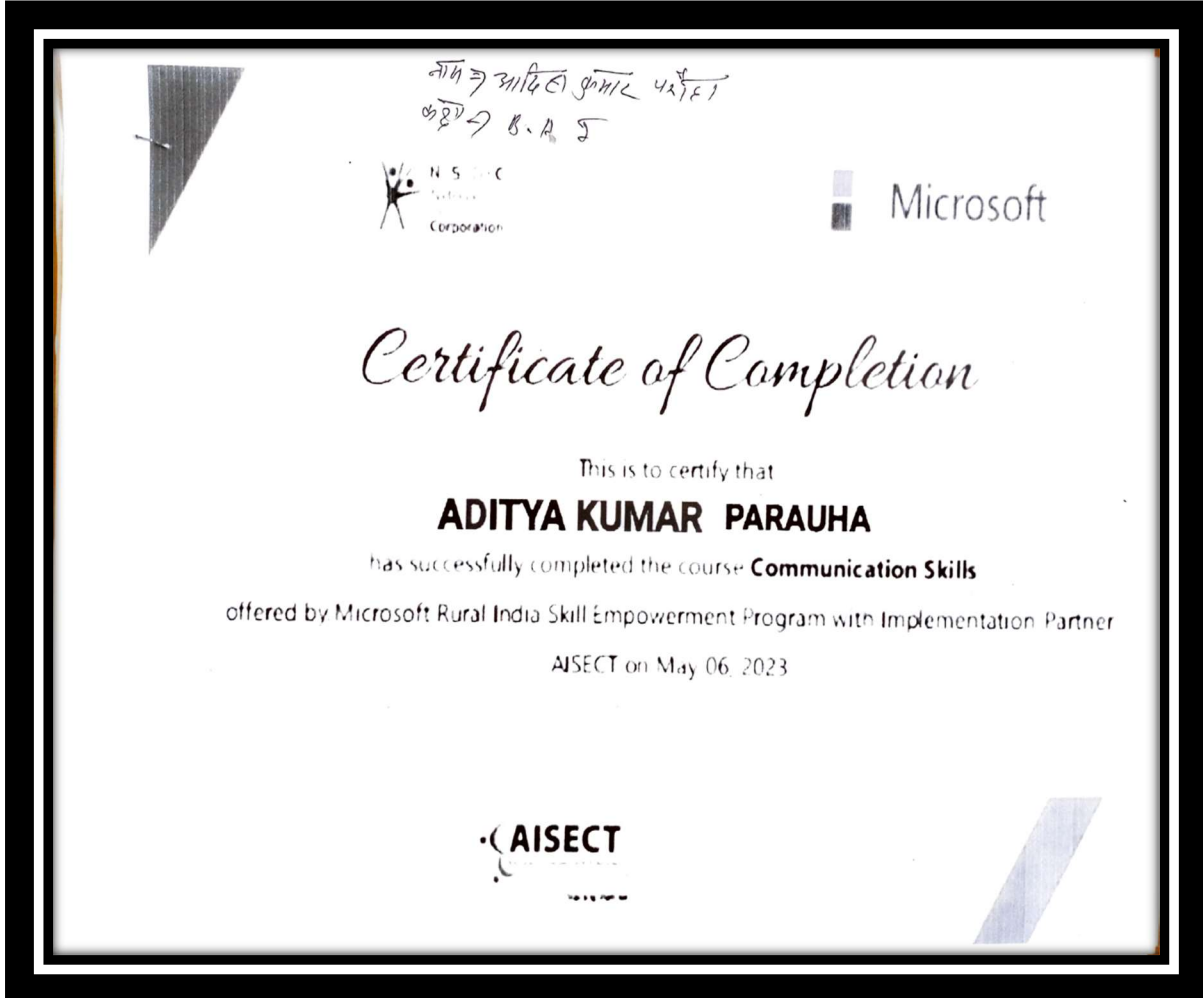 नाम → आदित्य कुमार परौहा
कक्षा → B.A I
N S C
Corporation
Microsoft
Certificate of Completion
This is to certify that
ADITYA KUMAR PARAUHA
has successfully completed the course Communication Skills
offered by Microsoft Rural India Skill Empowerment Program with Implementation Partner
AISECT on May 06, 2023
AISECT